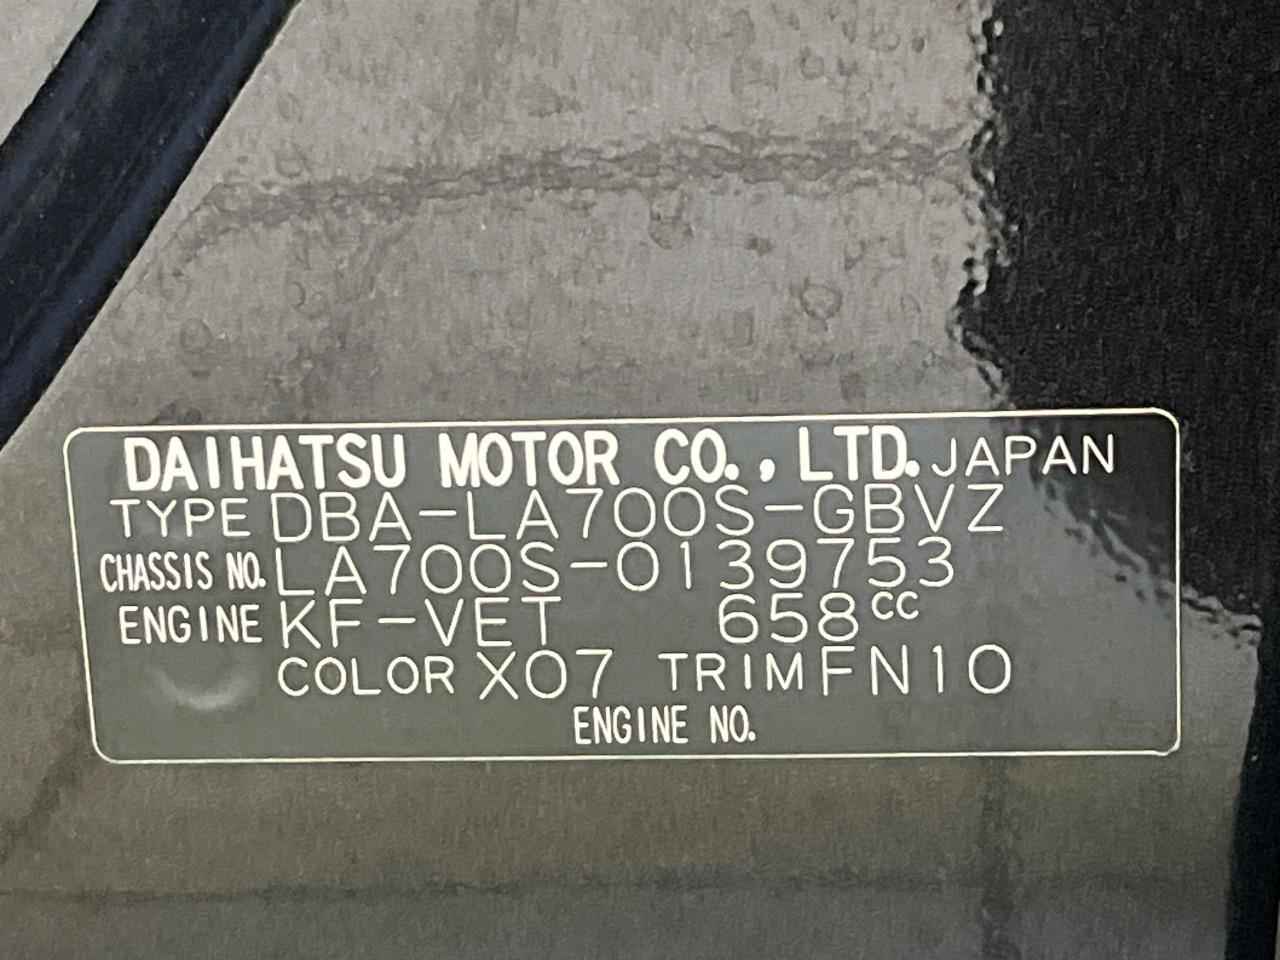 DAIHATSU MOTOR CO., LTD. JAPAN
TYPE DBA-LA700S-GBVZ
CHASSIS NO. LA700S-0139753
ENGINE KF-VET 658cc
COLOR X07 TRIM FN10
ENGINE NO.